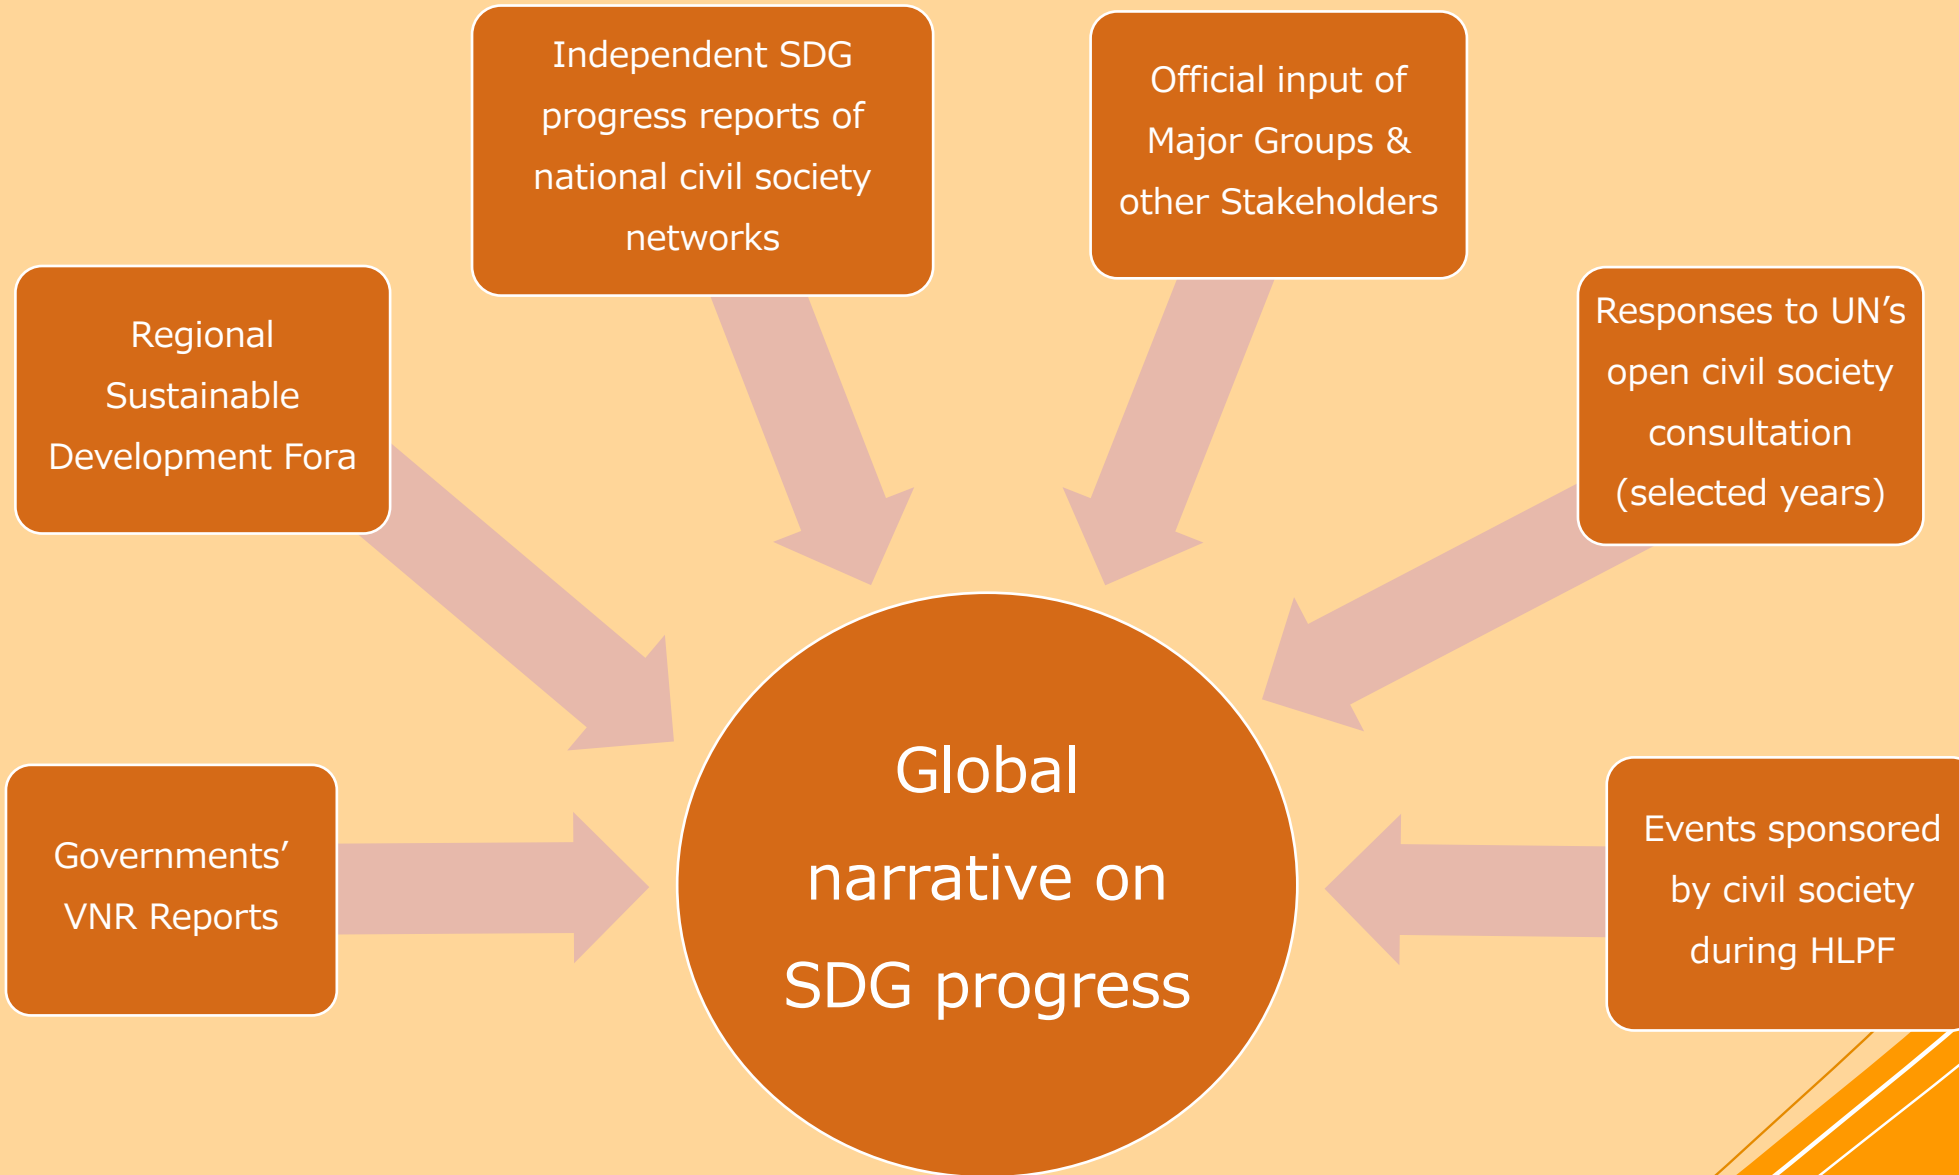 Independent SDG
progress reports of
national civil society
networks
Official input of
Major Groups &
other Stakeholders
Regional
Sustainable
Development Fora
Responses to UN’s
open civil society
consultation
(selected years)
Governments’
VNR Reports
Global
narrative on
SDG progress
Events sponsored
by civil society
during HLPF